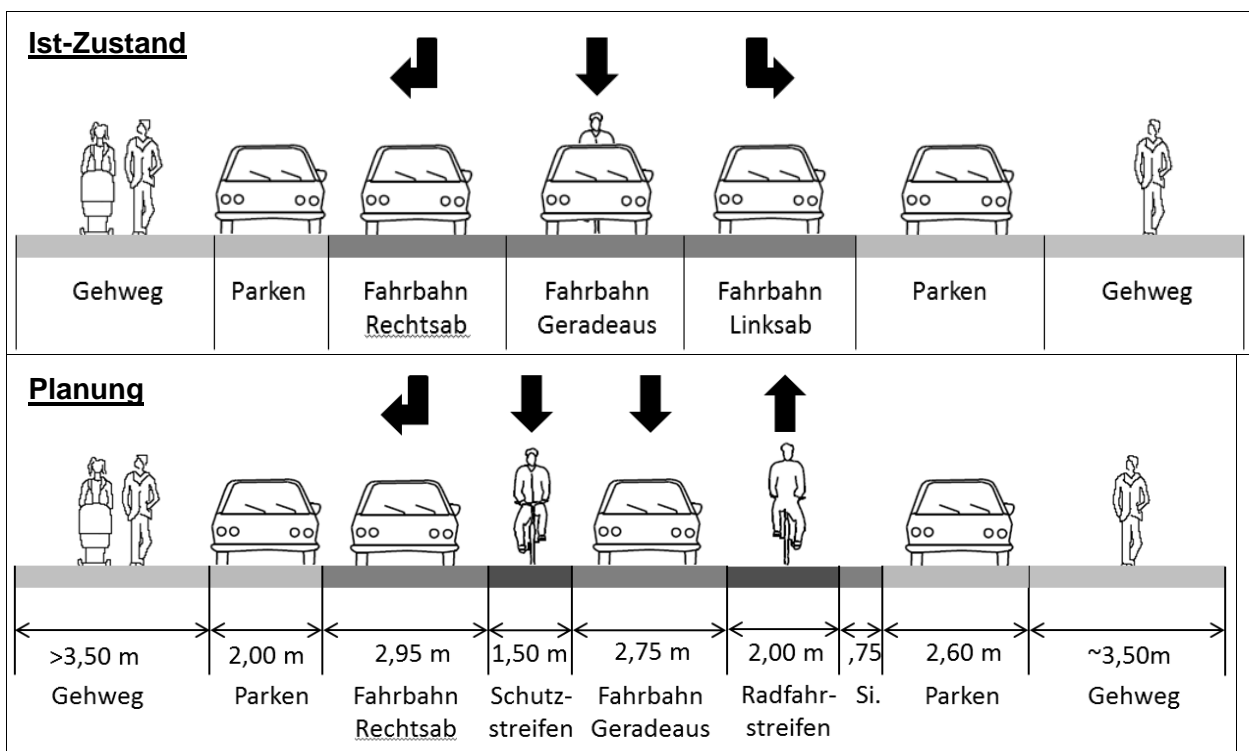 Ist-Zustand
Gehweg Parken Fahrbahn Fahrbahn Fahrbahn Parken Gehweg
Rechtsab Geradeaus Linksab
Planung
>3,50 m 2,00 m 2,95 m 1,50 m 2,75 m 2,00 m ,75 2,60 m ~3,50m
Gehweg Parken Fahrbahn Schutz- Fahrbahn Radfahr- Si. Parken Gehweg
Rechtsab streifen Geradeaus streifen